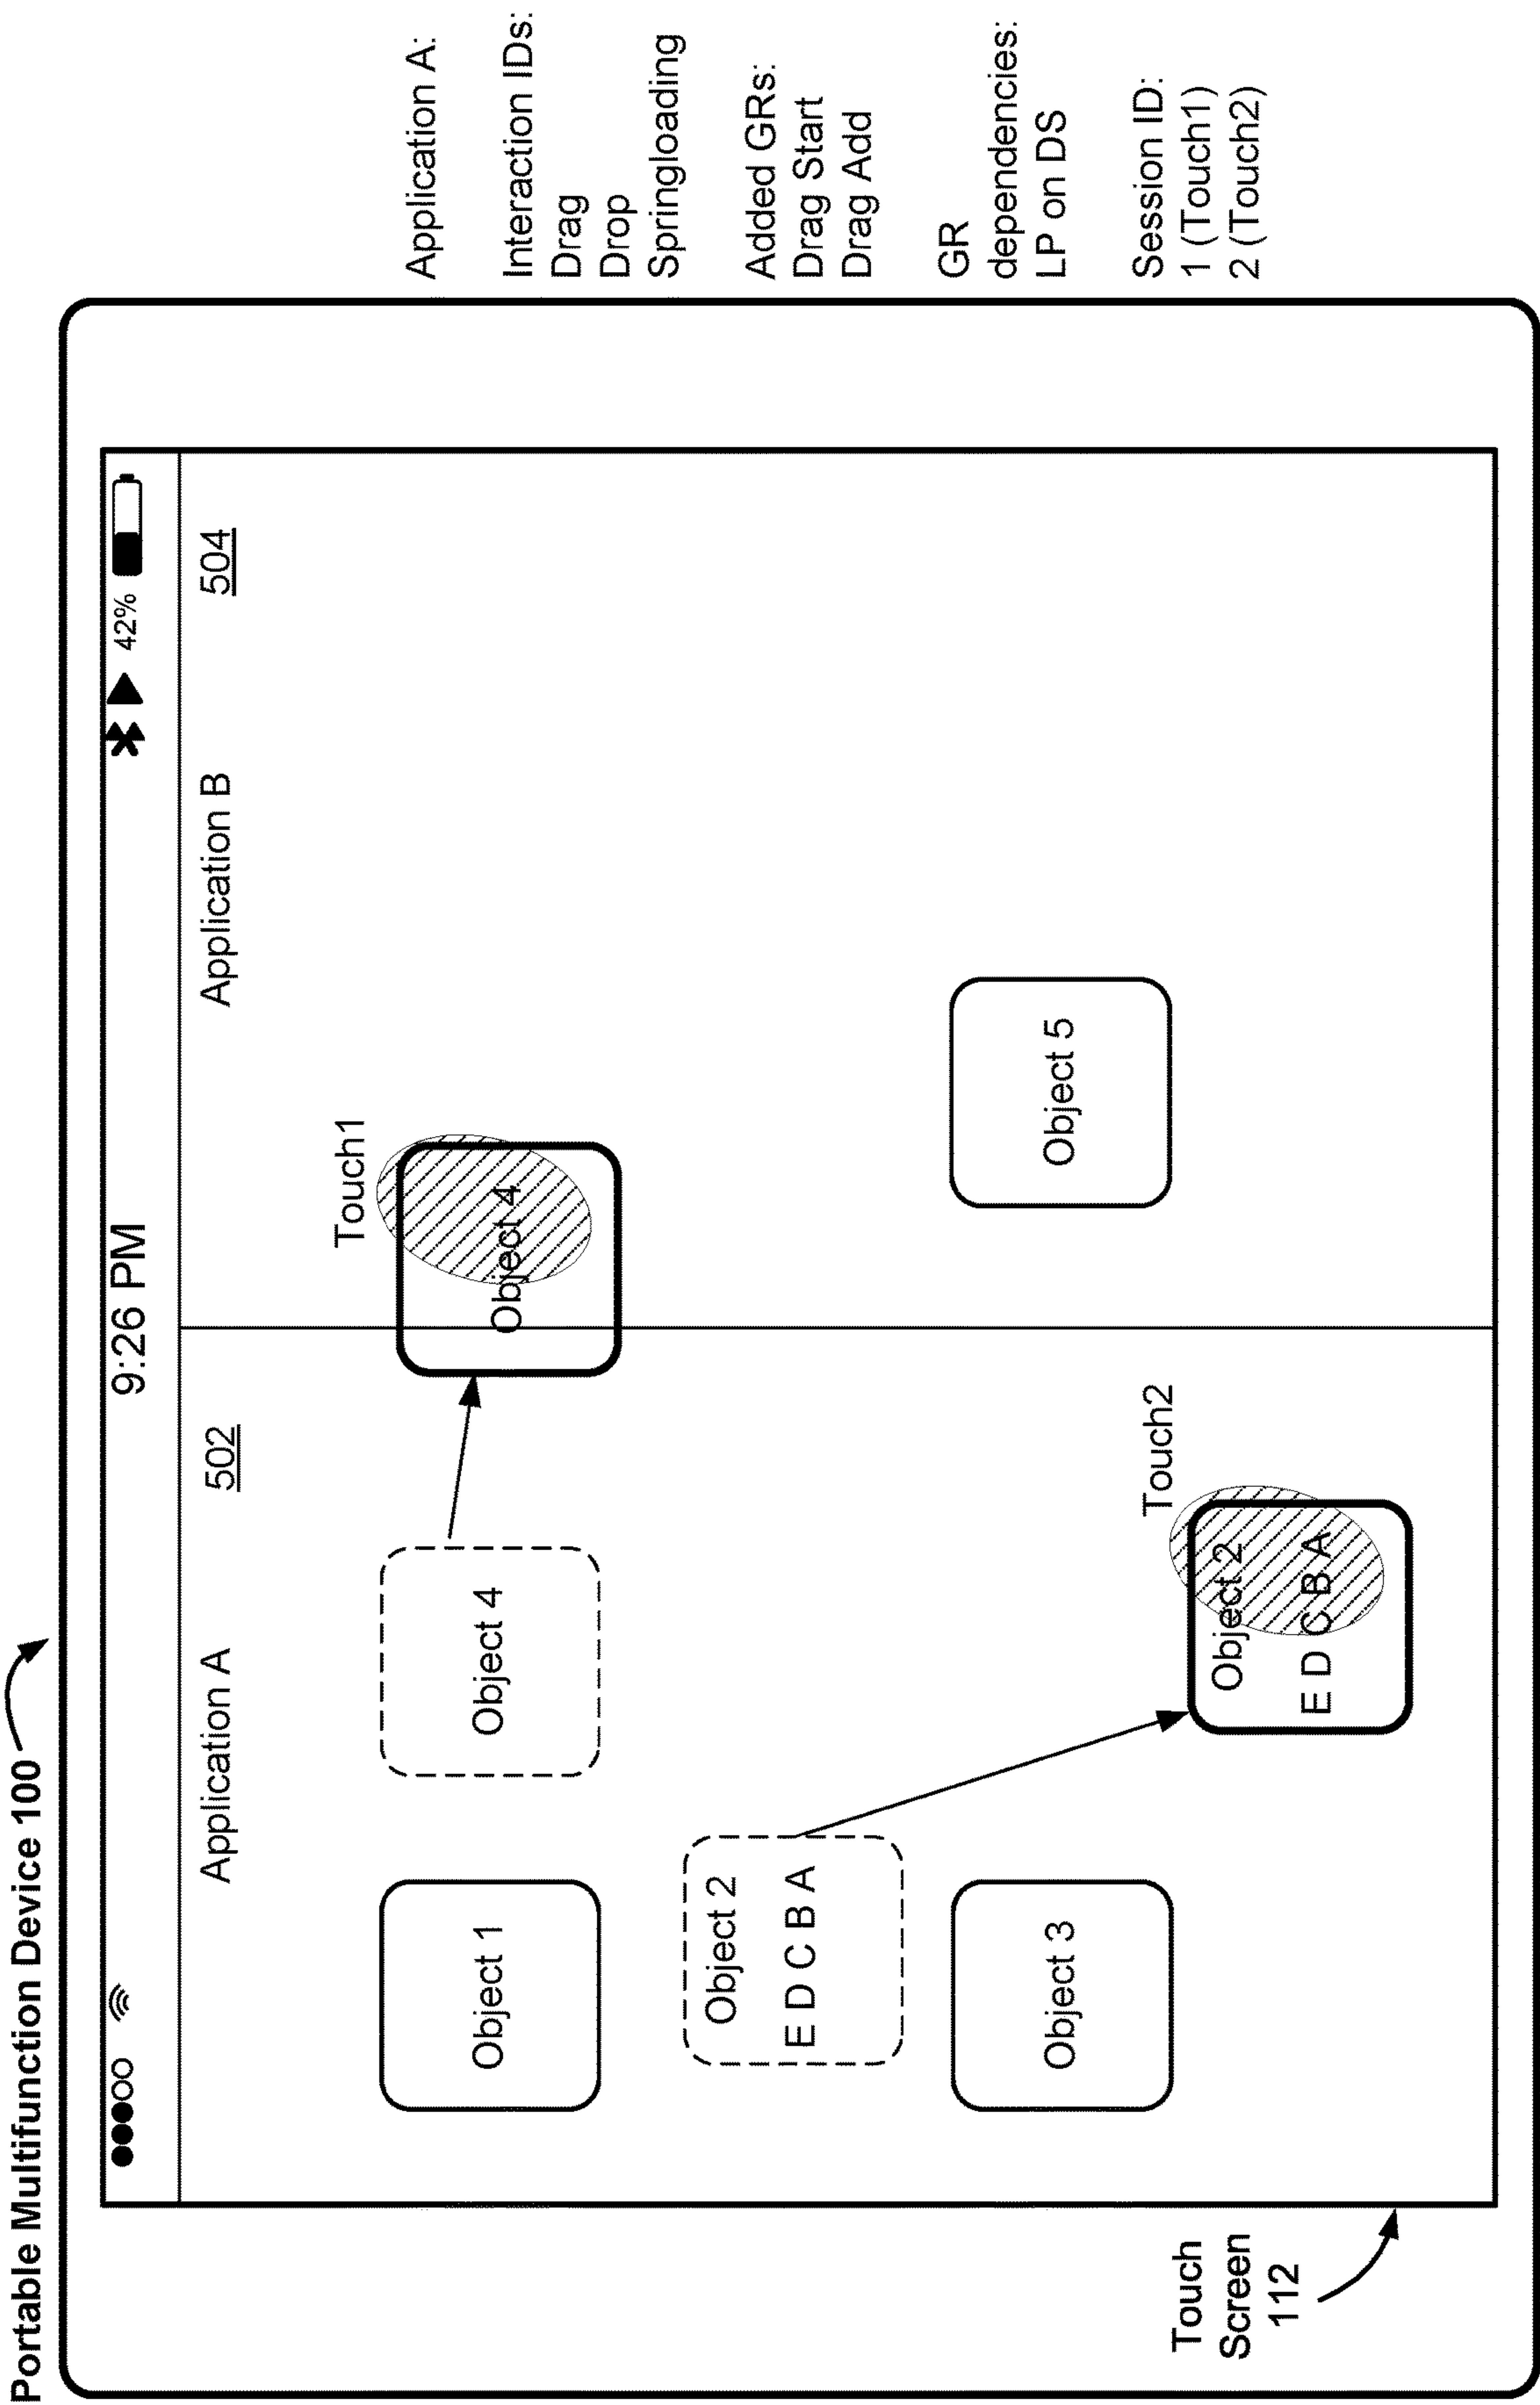 Portable Multifunction Device 100
9:26 PM
42%
Application A
502
Application B
504
Touch1
Object 1
Object 4
Object 4
Object 2
E D C B A
Object 3
Object 5
Touch2
Object 2
E D C B A
Touch
Screen
112
Application A:
Interaction IDs:
Drag
Drop
Springloading
Added GRs:
Drag Start
Drag Add
GR
dependencies:
LP on DS
Session ID:
1 (Touch1)
2 (Touch2)